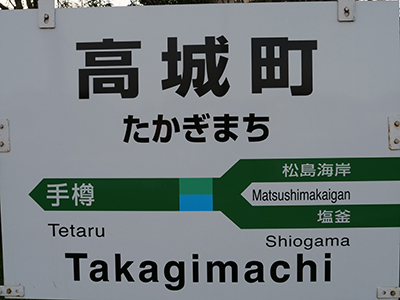 高城町
たかぎまち
松島海岸
手樽
Matsushimakaigan
塩釜
Tetaru
Shiogama
Takagimachi